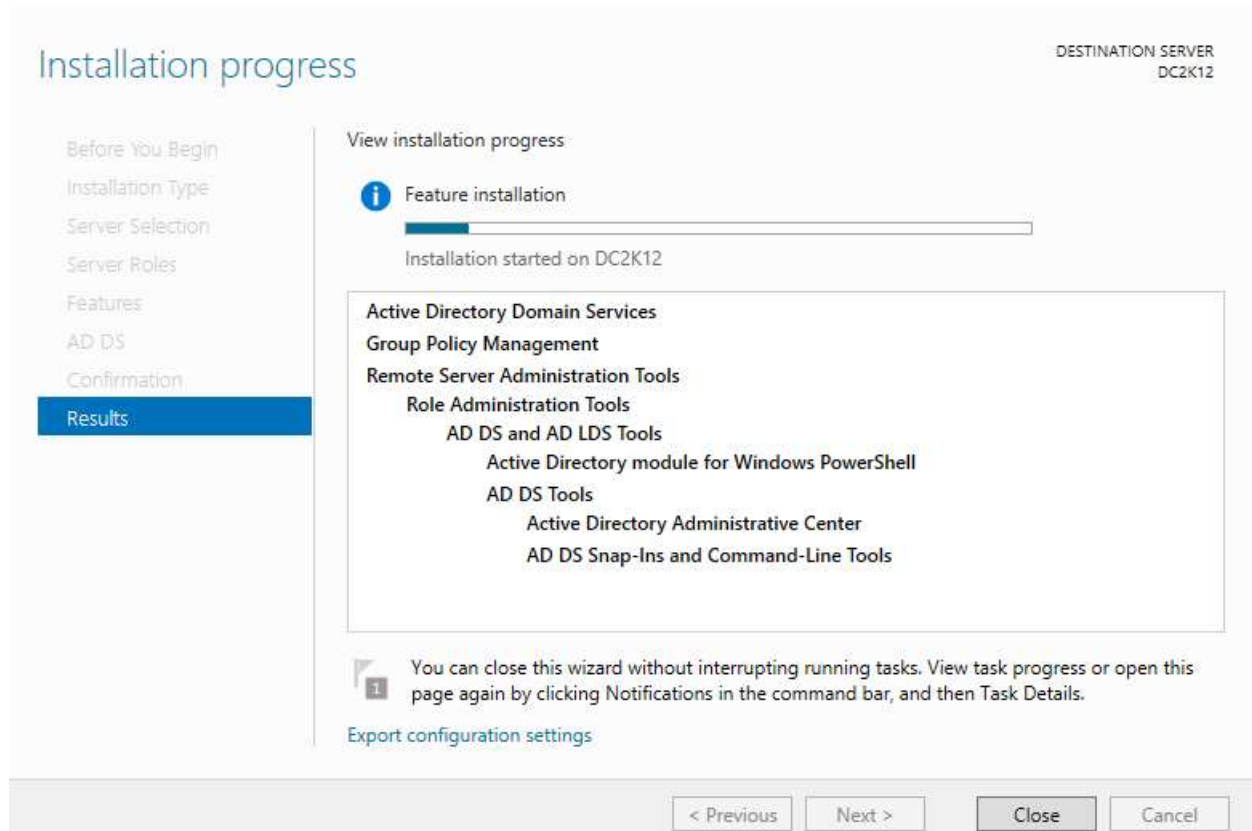 Installation progress
DESTINATION SERVER
DC2K12
Before You Begin
Installation Type
Server Selection
Server Roles
Features
AD DS
Confirmation
Results
View installation progress
Feature installation
Installation started on DC2K12
Active Directory Domain Services
Group Policy Management
Remote Server Administration Tools
Role Administration Tools
AD DS and AD LDS Tools
Active Directory module for Windows PowerShell
AD DS Tools
Active Directory Administrative Center
AD DS Snap-Ins and Command-Line Tools
1
You can close this wizard without interrupting running tasks. View task progress or open this
page again by clicking Notifications in the command bar, and then Task Details.
Export configuration settings
< Previous
Next >
Close
Cancel